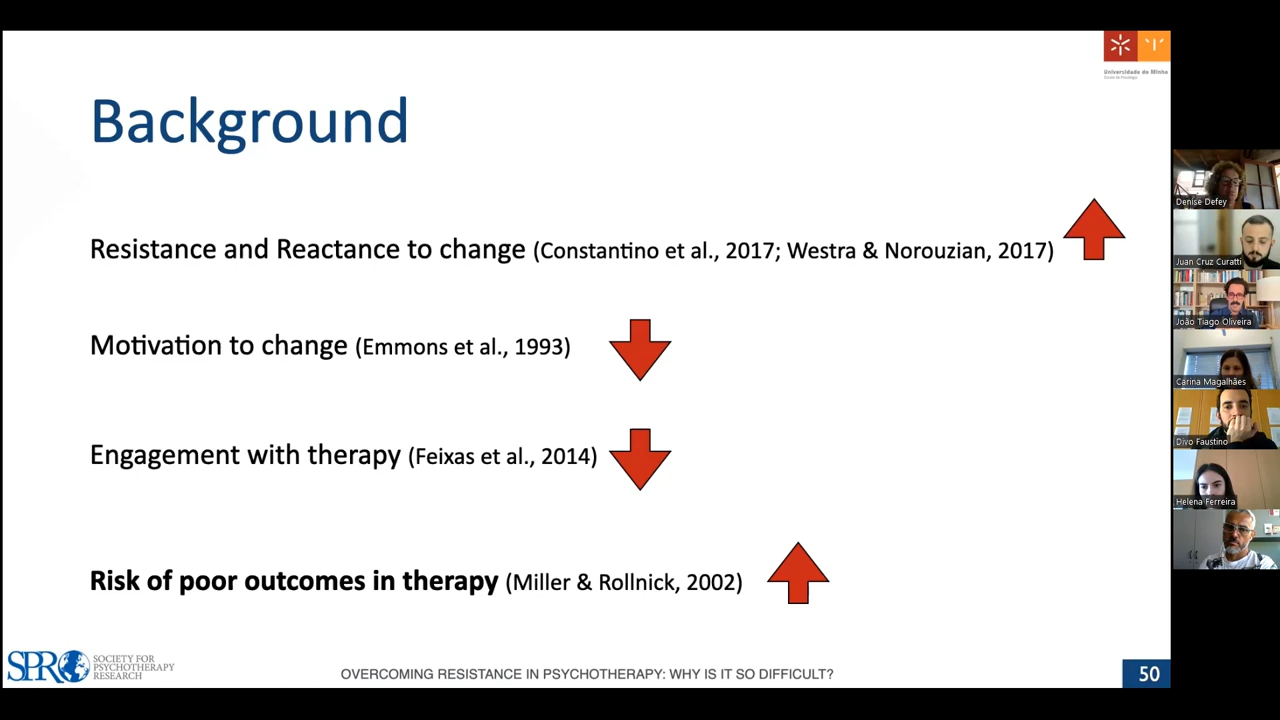 Universidade do Minho
Escola de Psicologia
Background
Resistance and Reactance to change (Constantino et al., 2017; Westra & Norouzian, 2017)
Motivation to change (Emmons et al., 1993)
Engagement with therapy (Feixas et al., 2014)
Risk of poor outcomes in therapy (Miller & Rollnick, 2002)
SPR SOCIETY FOR
PSYCHOTHERAPY
RESEARCH
OVERCOMING RESISTANCE IN PSYCHOTHERAPY: WHY IS IT SO DIFFICULT?
50
Denise Defey
Juan Cruz Curatti
João Tiago Oliveira
Carina Magalhães
Divo Faustino
Helena Ferreira